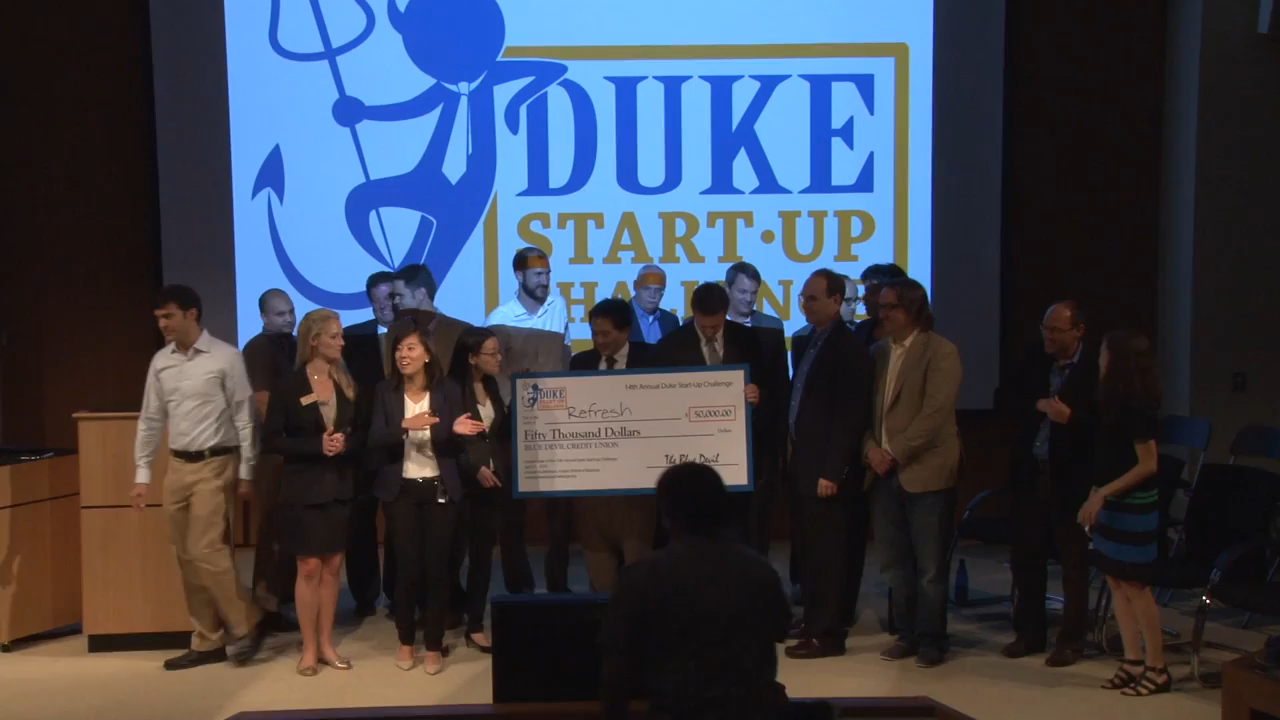 DUKE
START·UP
CHALLENGE
14th Annual Duke Start-Up Challenge
DUKE
START·UP
Refresh
$ 50,000.00
Fifty Thousand Dollars
Dollars
BLUE DEVIL CREDIT UNION
The Blue Devil